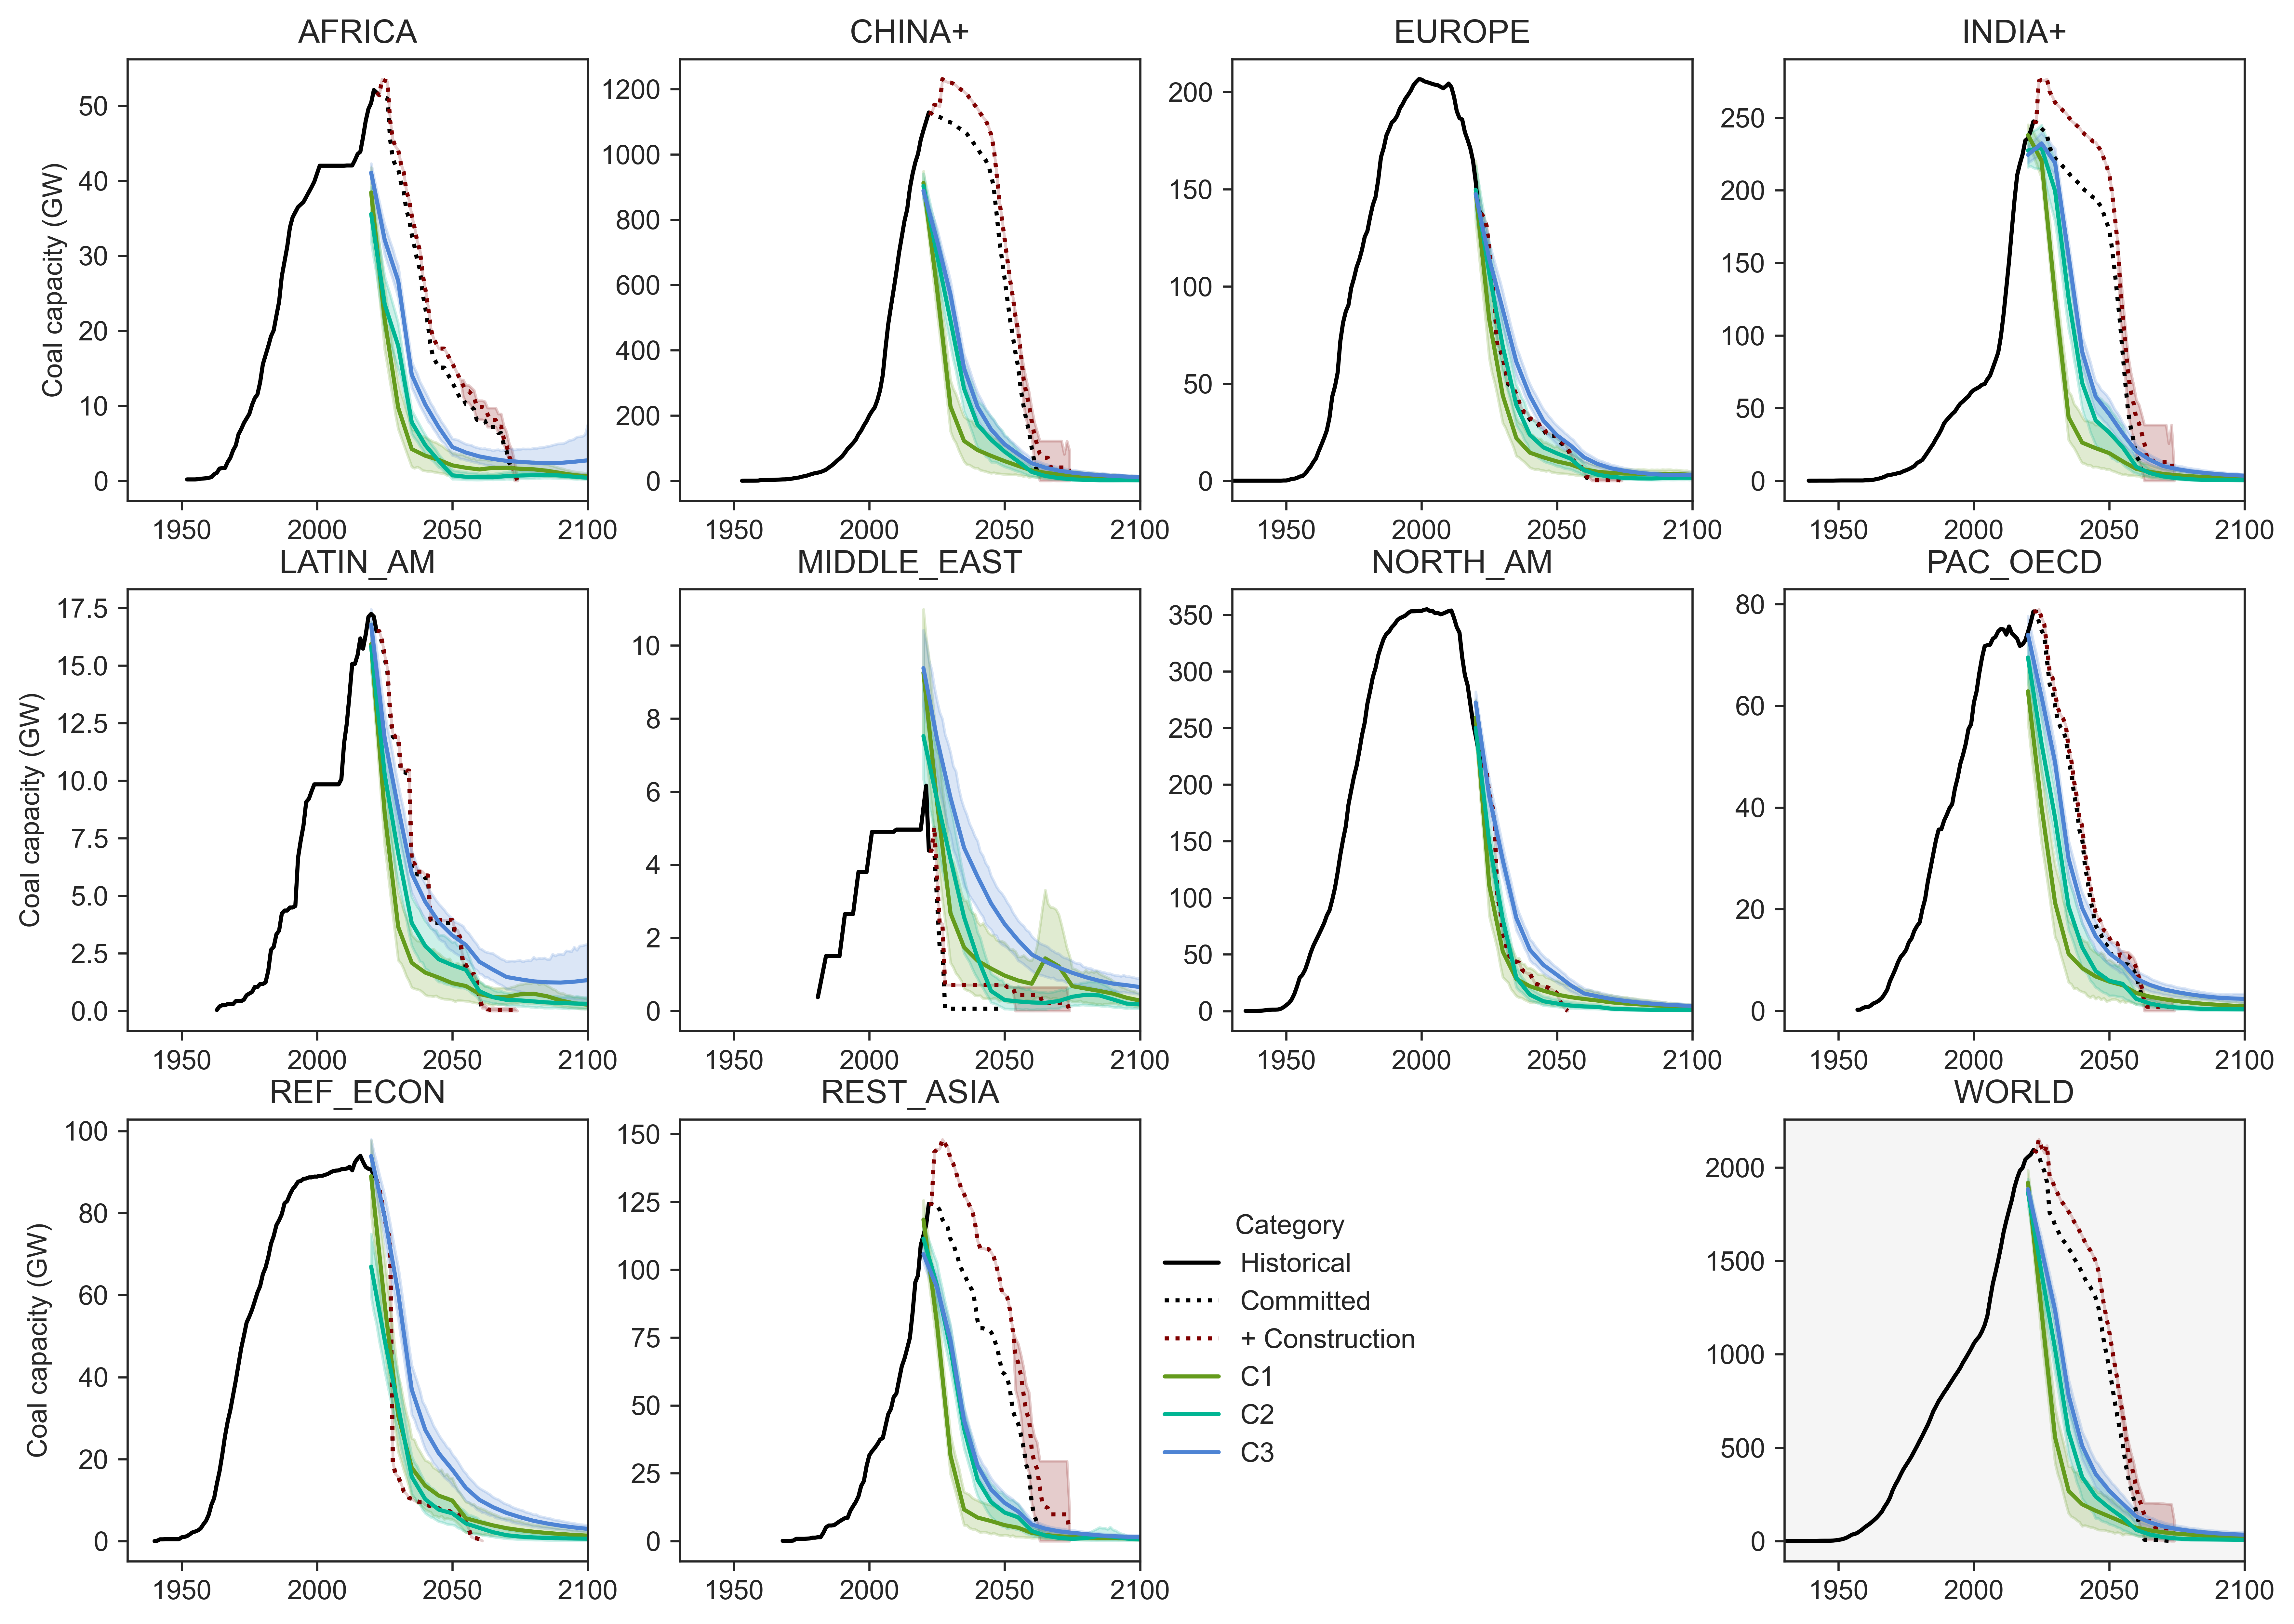 AFRICA
CHINA+
EUROPE
INDIA+
Coal capacity (GW)
50
40
30
20
10
0
1950 2000 2050 2100
1200
1000
800
600
400
200
0
1950 2000 2050 2100
200
150
100
50
0
1950 2000 2050 2100
250
200
150
100
50
0
1950 2000 2050 2100
LATIN_AM
MIDDLE_EAST
NORTH_AM
PAC_OECD
Coal capacity (GW)
17.5
15.0
12.5
10.0
7.5
5.0
2.5
0.0
1950 2000 2050 2100
10
8
6
4
2
0
1950 2000 2050 2100
350
300
250
200
150
100
50
0
1950 2000 2050 2100
80
60
40
20
0
1950 2000 2050 2100
REF_ECON
REST_ASIA
WORLD
Coal capacity (GW)
100
80
60
40
20
0
1950 2000 2050 2100
150
125
100
75
50
25
0
1950 2000 2050 2100
Category
Historical
Committed
+ Construction
C1
C2
C3
2000
1500
1000
500
0
1950 2000 2050 2100